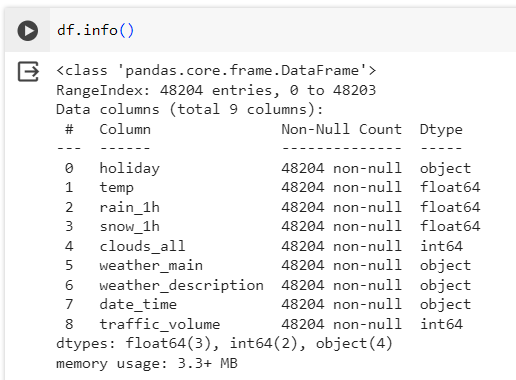 df.info()
<class 'pandas.core.frame.DataFrame'>
RangeIndex: 48204 entries, 0 to 48203
Data columns (total 9 columns):
 #   Column               Non-Null Count  Dtype
---  ------               --------------  -----
 0   holiday              48204 non-null  object
 1   temp                 48204 non-null  float64
 2   rain_1h              48204 non-null  float64
 3   snow_1h              48204 non-null  float64
 4   clouds_all           48204 non-null  int64
 5   weather_main         48204 non-null  object
 6   weather_description  48204 non-null  object
 7   date_time            48204 non-null  object
 8   traffic_volume       48204 non-null  int64
dtypes: float64(3), int64(2), object(4)
memory usage: 3.3+ MB